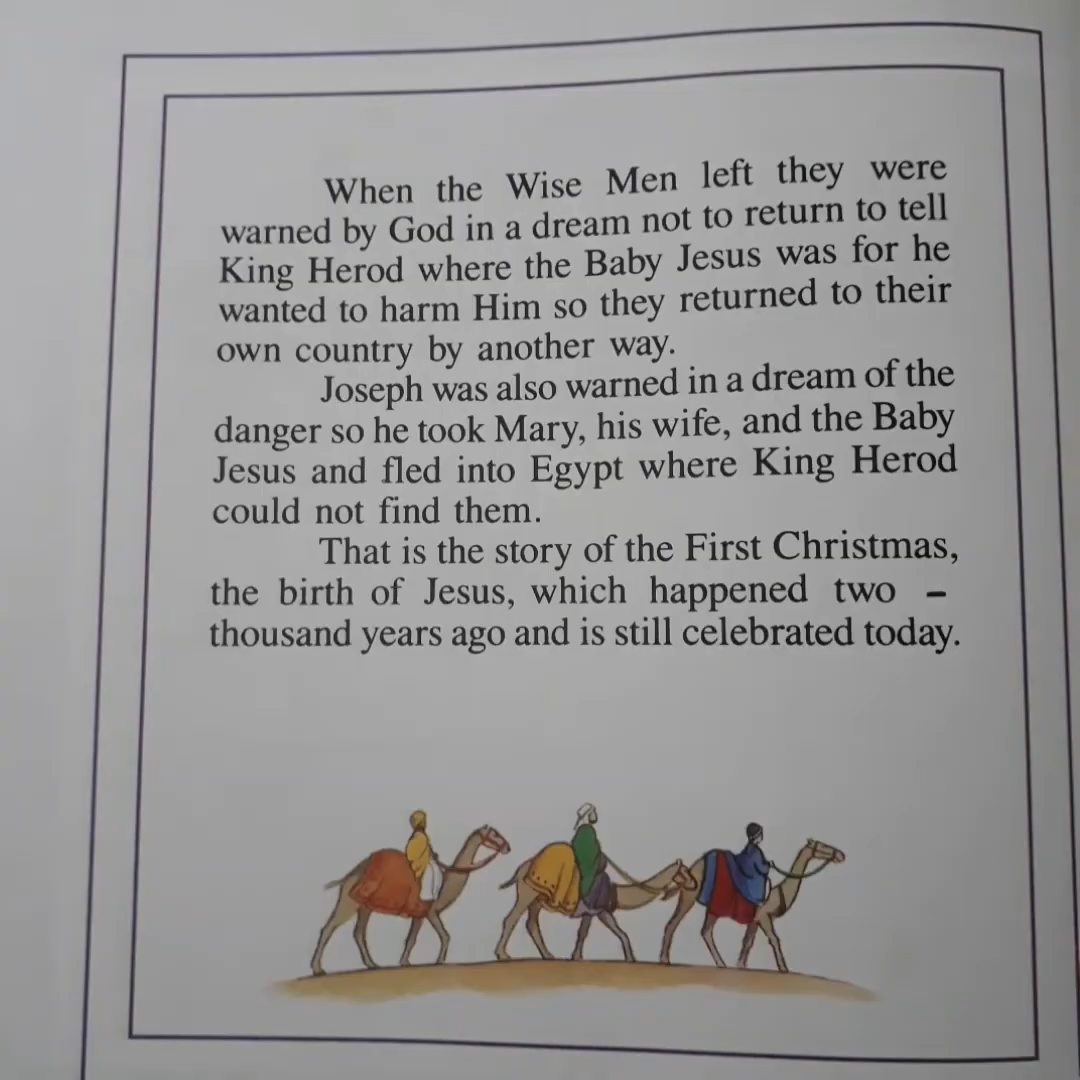 When the Wise Men left they were
warned by God in a dream not to return to tell
King Herod where the Baby Jesus was for he
wanted to harm Him so they returned to their
own country by another way.
Joseph was also warned in a dream of the
danger so he took Mary, his wife, and the Baby
Jesus and fled into Egypt where King Herod
could not find them.
That is the story of the First Christmas,
the birth of Jesus, which happened two –
thousand years ago and is still celebrated today.